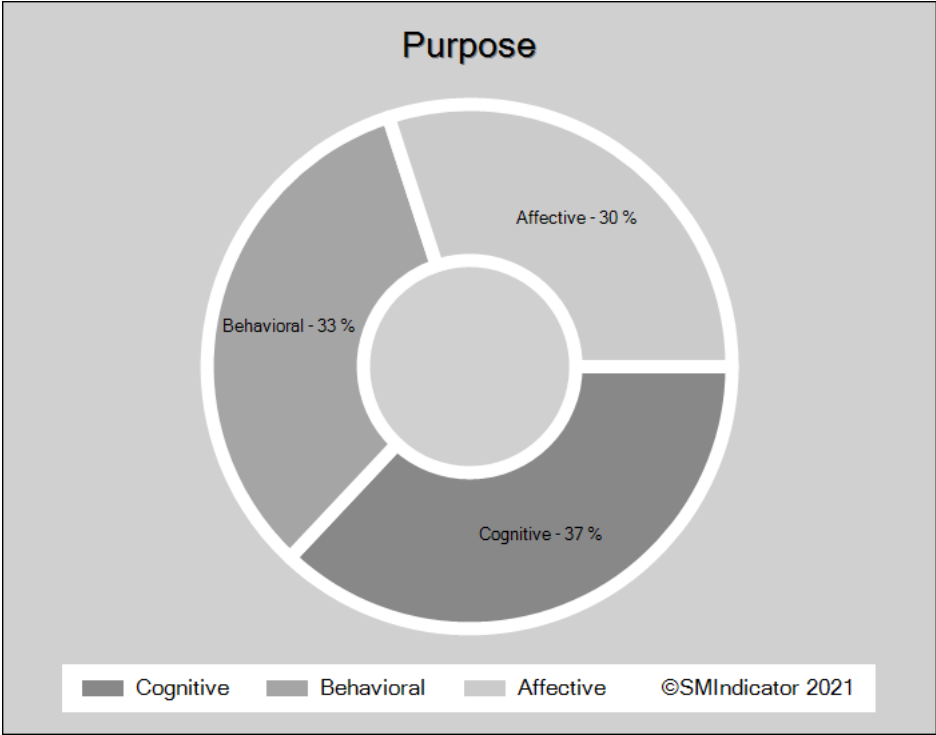 Purpose
Affective - 30 %
Behavioral - 33 %
Cognitive - 37 %
Cognitive Behavioral Affective ©SMIndicator 2021